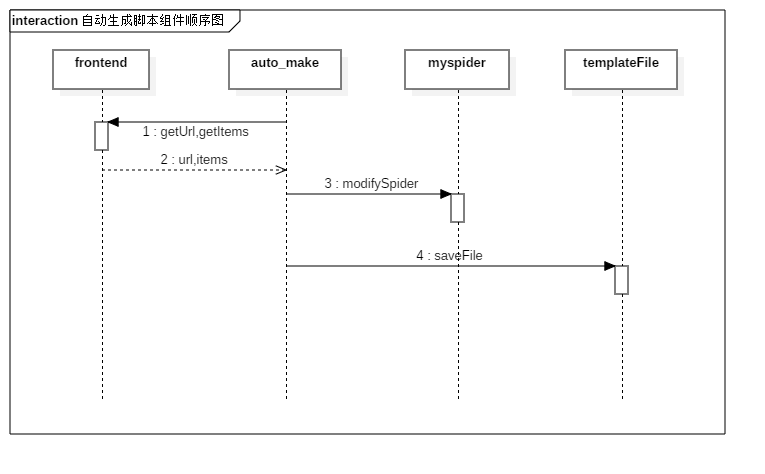 interaction 自动生成脚本组件顺序图
frontend
auto_make
myspider
templateFile
1 : getUrl,getItems
2 : url,items
3 : modifySpider
4 : saveFile